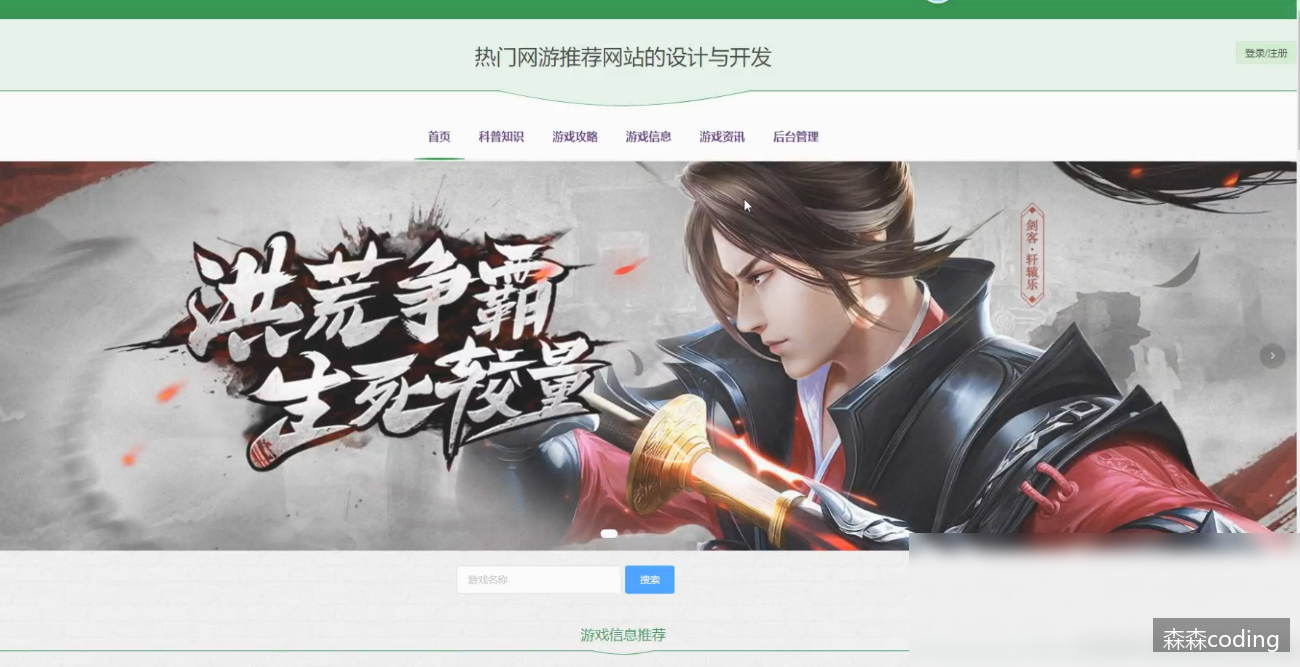 热门网游推荐网站的设计与开发
登录/注册
首页 科普知识 游戏攻略 游戏信息 游戏资讯 后台管理
洪荒争霸
生死较量
剑客·轩辕乐
游戏名称 搜索
游戏信息推荐
森森coding